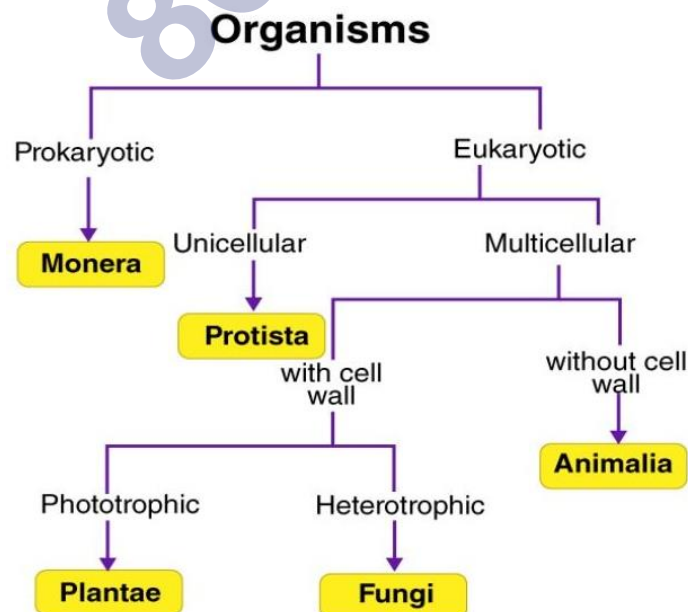 Organisms
Prokaryotic
Eukaryotic
Monera
Unicellular
Multicellular
Protista
with cell
wall
without cell
wall
Animalia
Phototrophic
Heterotrophic
Plantae
Fungi